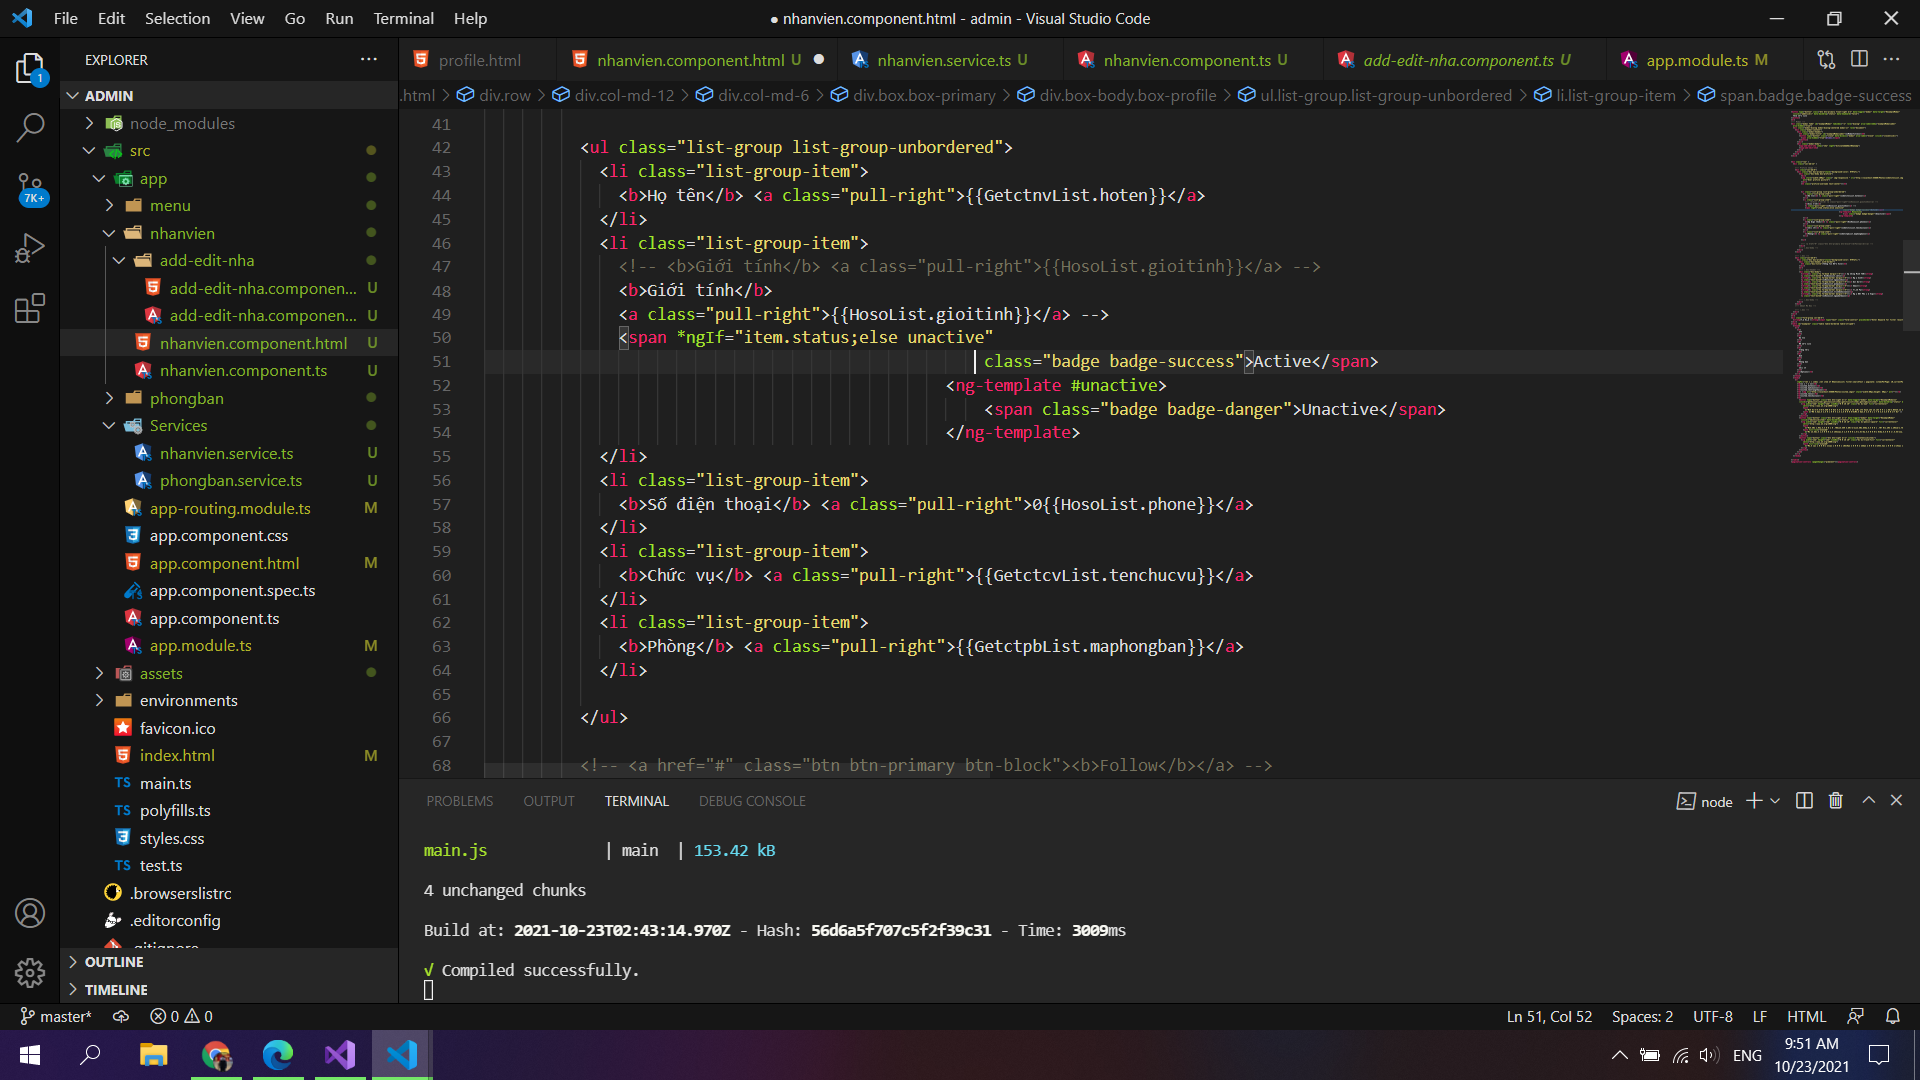 File Edit Selection View Go Run Terminal Help
● nhanvien.component.html - admin - Visual Studio Code
EXPLORER
ADMIN
node_modules
src
app
menu
nhanvien
add-edit-nha
add-edit-nha.componen... U
add-edit-nha.componen... U
nhanvien.component.html U
nhanvien.component.ts U
phongban
Services
nhanvien.service.ts U
phongban.service.ts U
app-routing.module.ts M
app.component.css
app.component.html M
app.component.spec.ts
app.component.ts
app.module.ts M
assets
environments
favicon.ico
index.html M
TS main.ts
TS polyfills.ts
styles.css
TS test.ts
.browserslistrc
.editorconfig
.gitignore
OUTLINE
TIMELINE
1
7K+
profile.html
nhanvien.component.html U
nhanvien.service.ts U
nhanvien.component.ts U
add-edit-nha.component.ts U
app.module.ts M
.html > div.row > div.col-md-12 > div.col-md-6 > div.box.box-primary > div.box-body.box-profile > ul.list-group.list-group-unbordered > li.list-group-item > span.badge.badge-success
41
42 <ul class="list-group list-group-unbordered">
43 <li class="list-group-item">
44 <b>Họ tên</b> <a class="pull-right">{{GetctnvList.hoten}}</a>
45 </li>
46 <li class="list-group-item">
47 <!-- <b>Giới tính</b> <a class="pull-right">{{HosoList.gioitinh}}</a> -->
48 <b>Giới tính</b>
49 <a class="pull-right">{{HosoList.gioitinh}}</a> -->
50 <span *ngIf="item.status;else unactive"
51 class="badge badge-success">Active</span>
52 <ng-template #unactive>
53 <span class="badge badge-danger">Unactive</span>
54 </ng-template>
55 </li>
56 <li class="list-group-item">
57 <b>Số điện thoại</b> <a class="pull-right">0{{HosoList.phone}}</a>
58 </li>
59 <li class="list-group-item">
60 <b>Chức vụ</b> <a class="pull-right">{{GetctcvList.tenchucvu}}</a>
61 </li>
62 <li class="list-group-item">
63 <b>Phòng</b> <a class="pull-right">{{GetctpbList.maphongban}}</a>
64 </li>
65
66 </ul>
67
68 <!-- <a href="#" class="btn btn-primary btn-block"><b>Follow</b></a> -->
PROBLEMS OUTPUT TERMINAL DEBUG CONSOLE
node
main.js | main | 153.42 kB
4 unchanged chunks
Build at: 2021-10-23T02:43:14.970Z - Hash: 56d6a5f707c5f2f39c31 - Time: 3009ms
√ Compiled successfully.
master* 0 0
Ln 51, Col 52 Spaces: 2 UTF-8 LF HTML
ENG
9:51 AM
10/23/2021